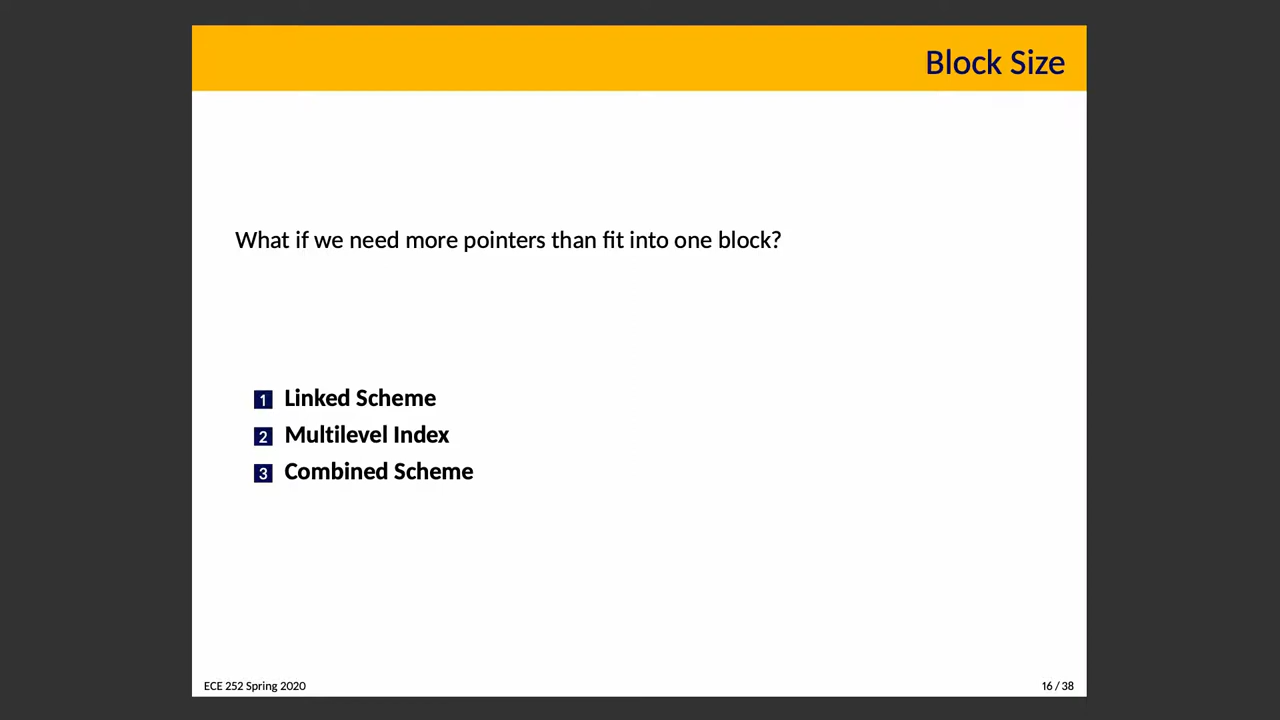 Block Size
What if we need more pointers than fit into one block?
1 Linked Scheme
2 Multilevel Index
3 Combined Scheme
ECE 252 Spring 2020
16 / 38